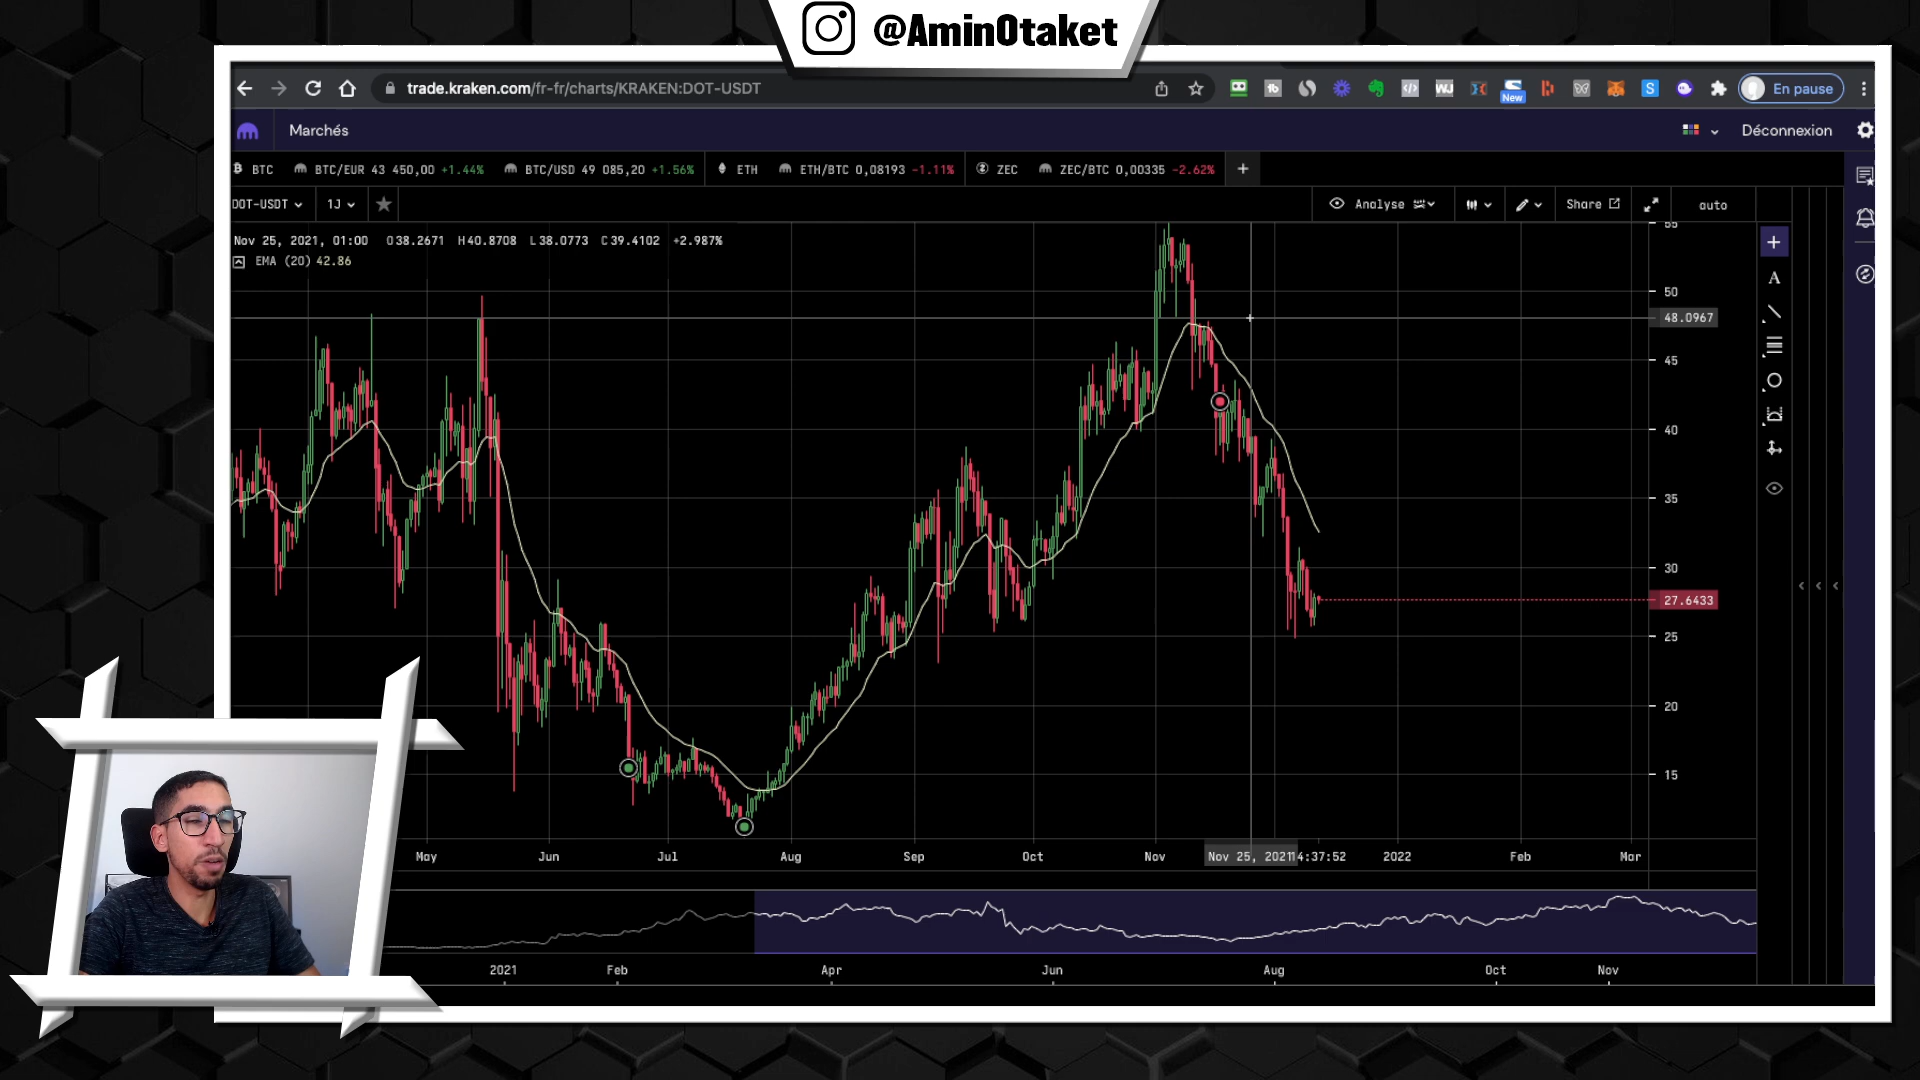 @AminOtaket
trade.kraken.com/fr-fr/charts/KRAKEN:DOT-USDT
New
En pause
Marchés
Déconnexion
BTC BTC/EUR 43 450,00 +1.44% BTC/USD 49 085,20 +1.56% ETH ETH/BTC 0,08193 -1.11% ZEC ZEC/BTC 0,00335 -2.62% +
DOT-USDT 1J Analyse Share auto
Nov 25, 2021, 01:00 O38.2671 H40.8708 L38.0773 C39.4102 +2.987%
EMA (20) 42.86
55
50
48.0967
45
40
35
30
27.6433
25
20
15
A
May Jun Jul Aug Sep Oct Nov Nov 25, 2021 14:37:52 2022 Feb Mar
2021 Feb Apr Jun Aug Oct Nov